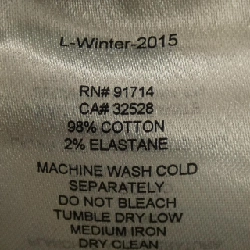 L-Winter-2015
RN# 91714
CA# 32528
98% COTTON
2% ELASTANE
MACHINE WASH COLD
SEPARATELY.
DO NOT BLEACH
TUMBLE DRY LOW
MEDIUM IRON
DRY CLEAN